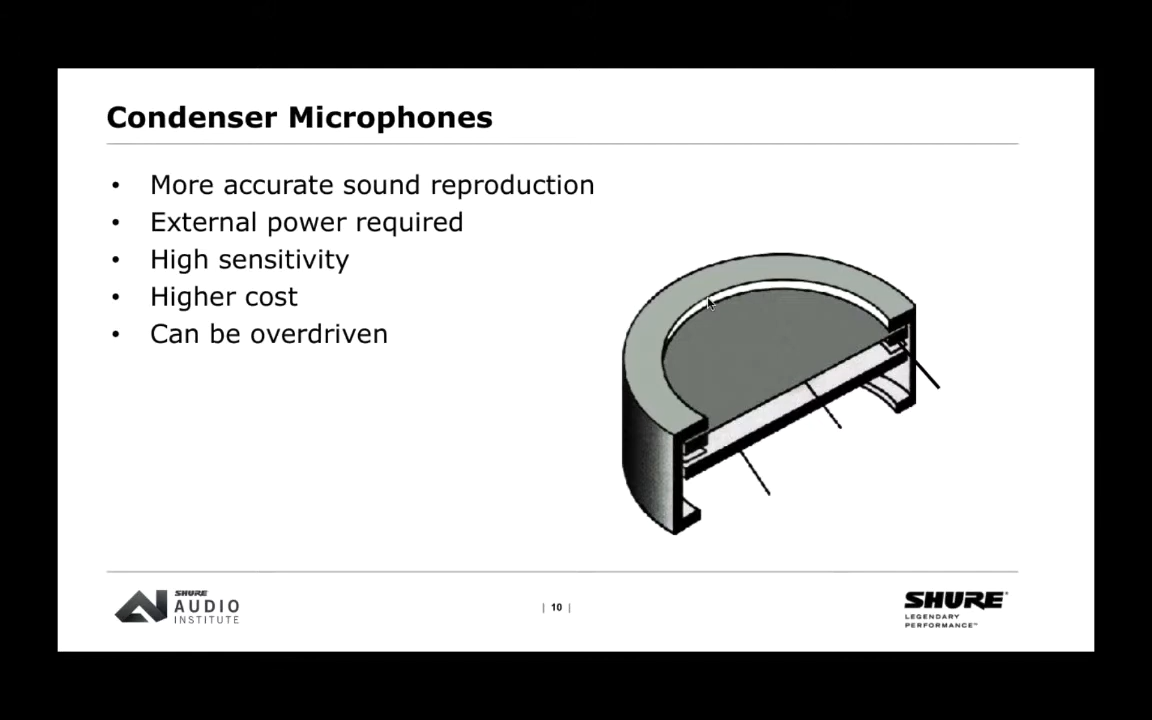 Condenser Microphones
• More accurate sound reproduction
• External power required
• High sensitivity
• Higher cost
• Can be overdriven
SHURE
AUDIO
INSTITUTE
| 10 |
SHURE®
LEGENDARY
PERFORMANCE™